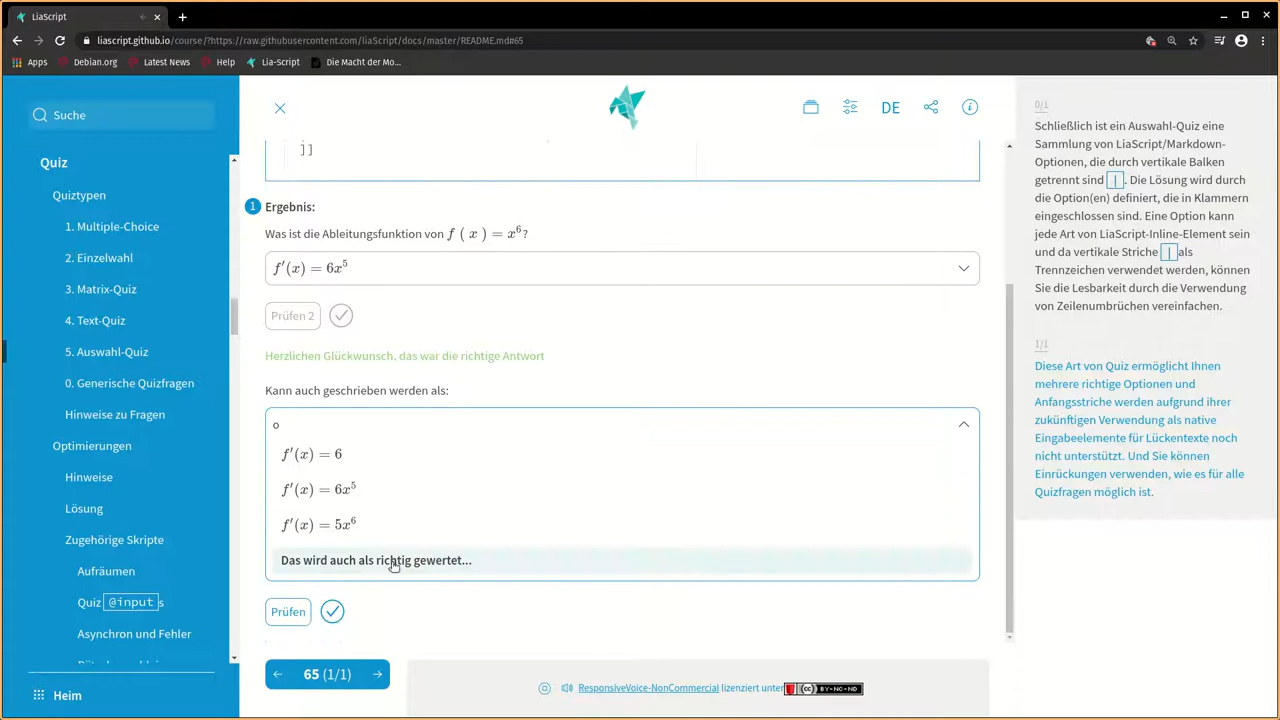 LiaScript
liascript.github.io/course/?https://raw.githubusercontent.com/liaScript/docs/master/README.md#65
Apps
Debian.org
Latest News
Help
Lia-Script
Die Macht der Mo...
Suche
Quiz
Quiztypen
1. Multiple-Choice
2. Einzelwahl
3. Matrix-Quiz
4. Text-Quiz
5. Auswahl-Quiz
0. Generische Quizfragen
Hinweise zu Fragen
Optimierungen
Hinweise
Lösung
Zugehörige Skripte
Aufräumen
Quiz @input s
Asynchron und Fehler
Heim
DE
]]
1 Ergebnis:
Was ist die Ableitungsfunktion von f ( x ) = x⁶?
f′(x) = 6x⁵
Prüfen 2
Herzlichen Glückwunsch, das war die richtige Antwort
Kann auch geschrieben werden als:
o
f′(x) = 6
f′(x) = 6x⁵
f′(x) = 5x⁶
Das wird auch als richtig gewertet...
Prüfen
65 (1/1)
ResponsiveVoice-NonCommercial lizenziert unter
CC BY-NC-ND
0/1
Schließlich ist ein Auswahl-Quiz eine
Sammlung von LiaScript/Markdown-
Optionen, die durch vertikale Balken
getrennt sind |. Die Lösung wird durch
die Option(en) definiert, die in Klammern
eingeschlossen sind. Eine Option kann
jede Art von LiaScript-Inline-Element sein
und da vertikale Striche | als
Trennzeichen verwendet werden, können
Sie die Lesbarkeit durch die Verwendung
von Zeilenumbrüchen vereinfachen.
1/1
Diese Art von Quiz ermöglicht Ihnen
mehrere richtige Optionen und
Anfangsstriche werden aufgrund ihrer
zukünftigen Verwendung als native
Eingabeelemente für Lückentexte noch
nicht unterstützt. Und Sie können
Einrückungen verwenden, wie es für alle
Quizfragen möglich ist.